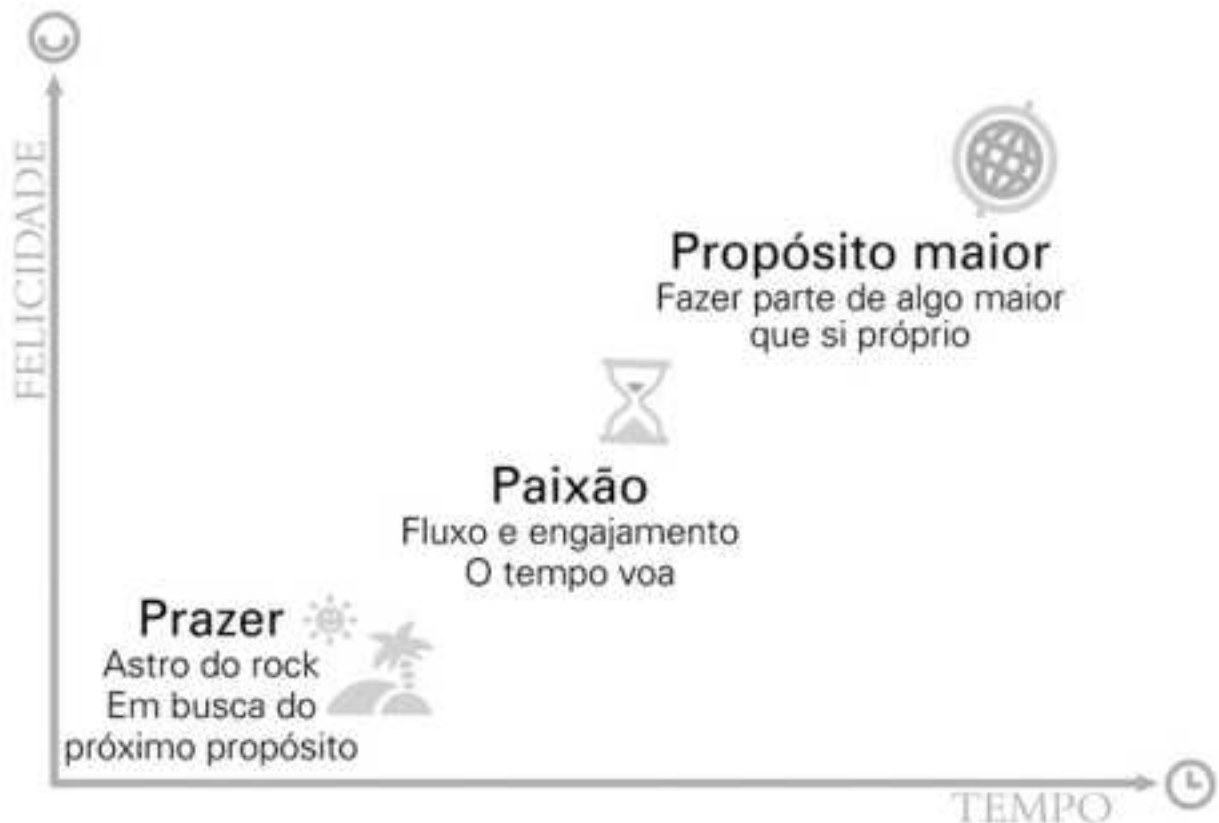 FELICIDADE
Propósito maior
Fazer parte de algo maior
que si próprio
Paixão
Fluxo e engajamento
O tempo voa
Prazer
Astro do rock
Em busca do
próximo propósito
TEMPO